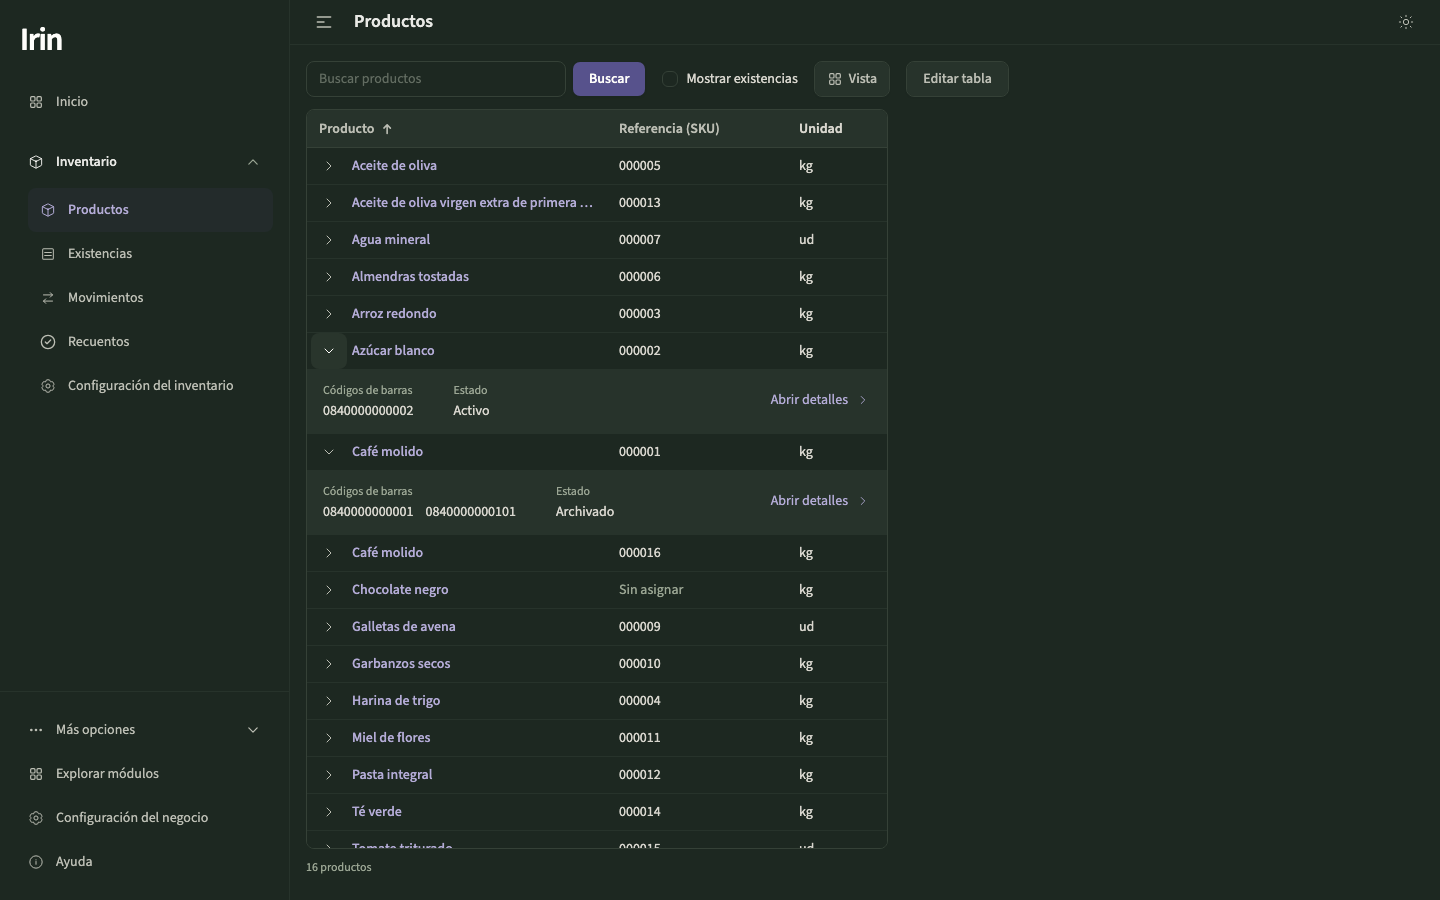 Irin
Inicio
Inventario
Productos
Existencias
Movimientos
Recuentos
Configuración del inventario
Más opciones
Explorar módulos
Configuración del negocio
Ayuda
Productos
Buscar productos
Buscar
Mostrar existencias
Vista
Editar tabla
Producto Referencia (SKU) Unidad
Aceite de oliva 000005 kg
Aceite de oliva virgen extra de primera … 000013 kg
Agua mineral 000007 ud
Almendras tostadas 000006 kg
Arroz redondo 000003 kg
Azúcar blanco 000002 kg
Códigos de barras Estado
0840000000002 Activo
Abrir detalles
Café molido 000001 kg
Códigos de barras Estado
0840000000001 0840000000101 Archivado
Abrir detalles
Café molido 000016 kg
Chocolate negro Sin asignar kg
Galletas de avena 000009 ud
Garbanzos secos 000010 kg
Harina de trigo 000004 kg
Miel de flores 000011 kg
Pasta integral 000012 kg
Té verde 000014 kg
Tomate triturado 000015 ud
16 productos